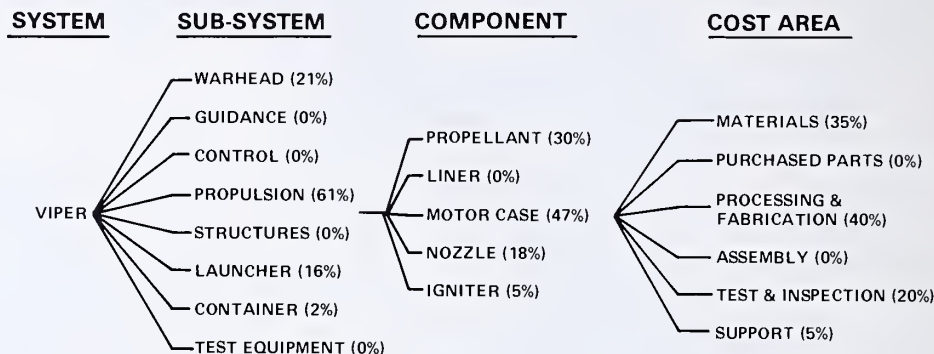 SYSTEM
SUB-SYSTEM
COMPONENT
COST AREA
VIPER
WARHEAD (21%)
GUIDANCE (0%)
CONTROL (0%)
PROPULSION (61%)
STRUCTURES (0%)
LAUNCHER (16%)
CONTAINER (2%)
TEST EQUIPMENT (0%)
PROPELLANT (30%)
LINER (0%)
MOTOR CASE (47%)
NOZZLE (18%)
IGNITER (5%)
MATERIALS (35%)
PURCHASED PARTS (0%)
PROCESSING &
FABRICATION (40%)
ASSEMBLY (0%)
TEST & INSPECTION (20%)
SUPPORT (5%)